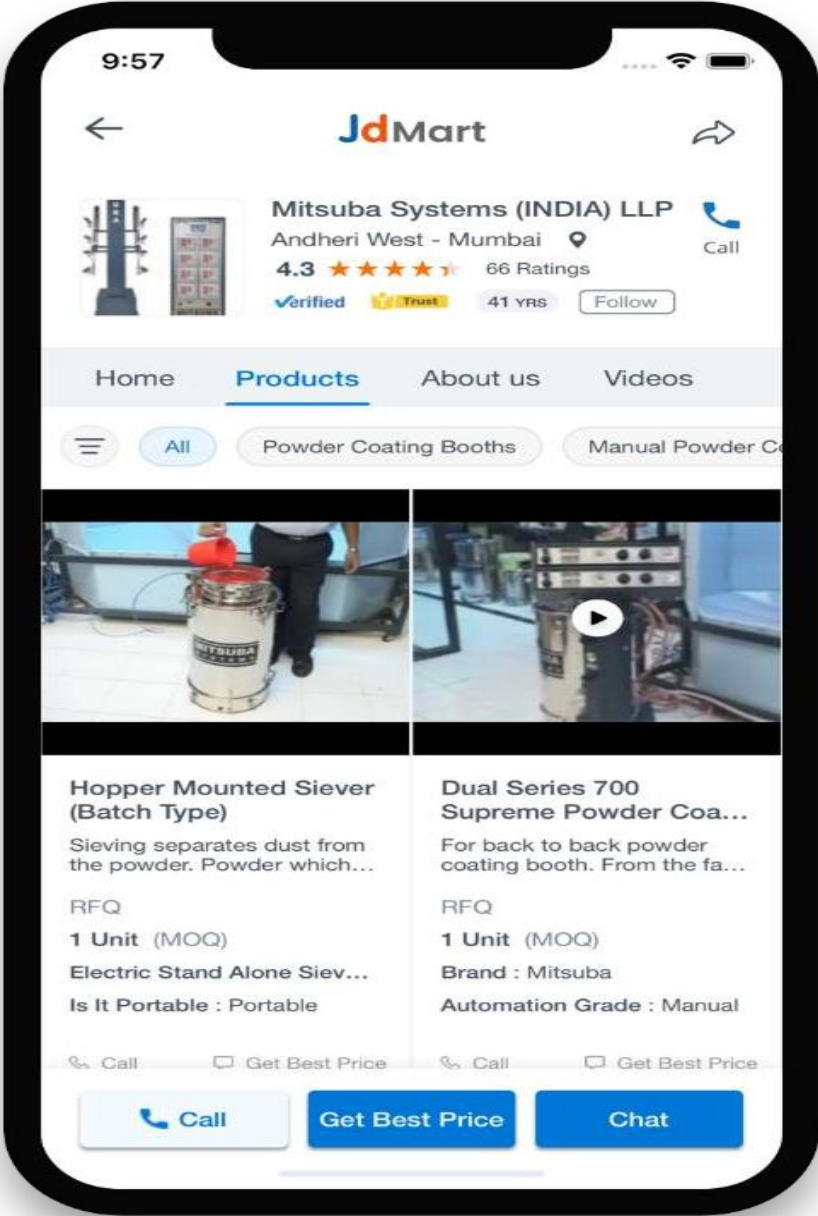 9:57
JdMart
Mitsuba Systems (INDIA) LLP
Andheri West - Mumbai
Call
4.3 66 Ratings
Verified Trust 41 YRS Follow
Home Products About us Videos
All Powder Coating Booths Manual Powder
MITSUBA
SYSTEMS
Hopper Mounted Siever
(Batch Type)
Sieving separates dust from
the powder. Powder which...
RFQ
1 Unit (MOQ)
Electric Stand Alone Siev...
Is It Portable : Portable
Call Get Best Price
Dual Series 700
Supreme Powder Coa...
For back to back powder
coating booth. From the fa...
RFQ
1 Unit (MOQ)
Brand : Mitsuba
Automation Grade : Manual
Call Get Best Price
Call Get Best Price Chat